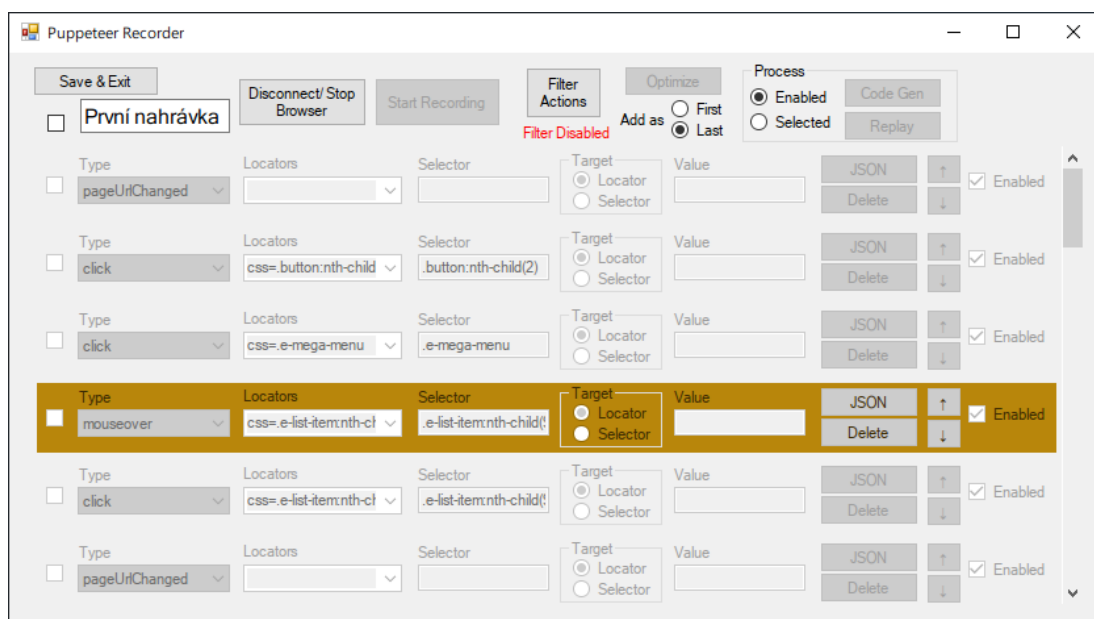 Puppeteer Recorder
Save & Exit
První nahrávka
Disconnect/ Stop Browser
Start Recording
Filter Actions
Filter Disabled
Optimize
Add as
First
Last
Process
Enabled
Selected
Code Gen
Replay
Type Locators Selector Target Value
pageUrlChanged Locator Selector JSON Delete ↑ ↓ Enabled
Type Locators Selector Target Value
click css=.button:nth-child .button:nth-child(2) Locator Selector JSON Delete ↑ ↓ Enabled
Type Locators Selector Target Value
click css=.e-mega-menu .e-mega-menu Locator Selector JSON Delete ↑ ↓ Enabled
Type Locators Selector Target Value
mouseover css=.e-list-item:nth-ch .e-list-item:nth-child( Locator Selector JSON Delete ↑ ↓ Enabled
Type Locators Selector Target Value
click css=.e-list-item:nth-ch .e-list-item:nth-child( Locator Selector JSON Delete ↑ ↓ Enabled
Type Locators Selector Target Value
pageUrlChanged Locator Selector JSON Delete ↑ ↓ Enabled